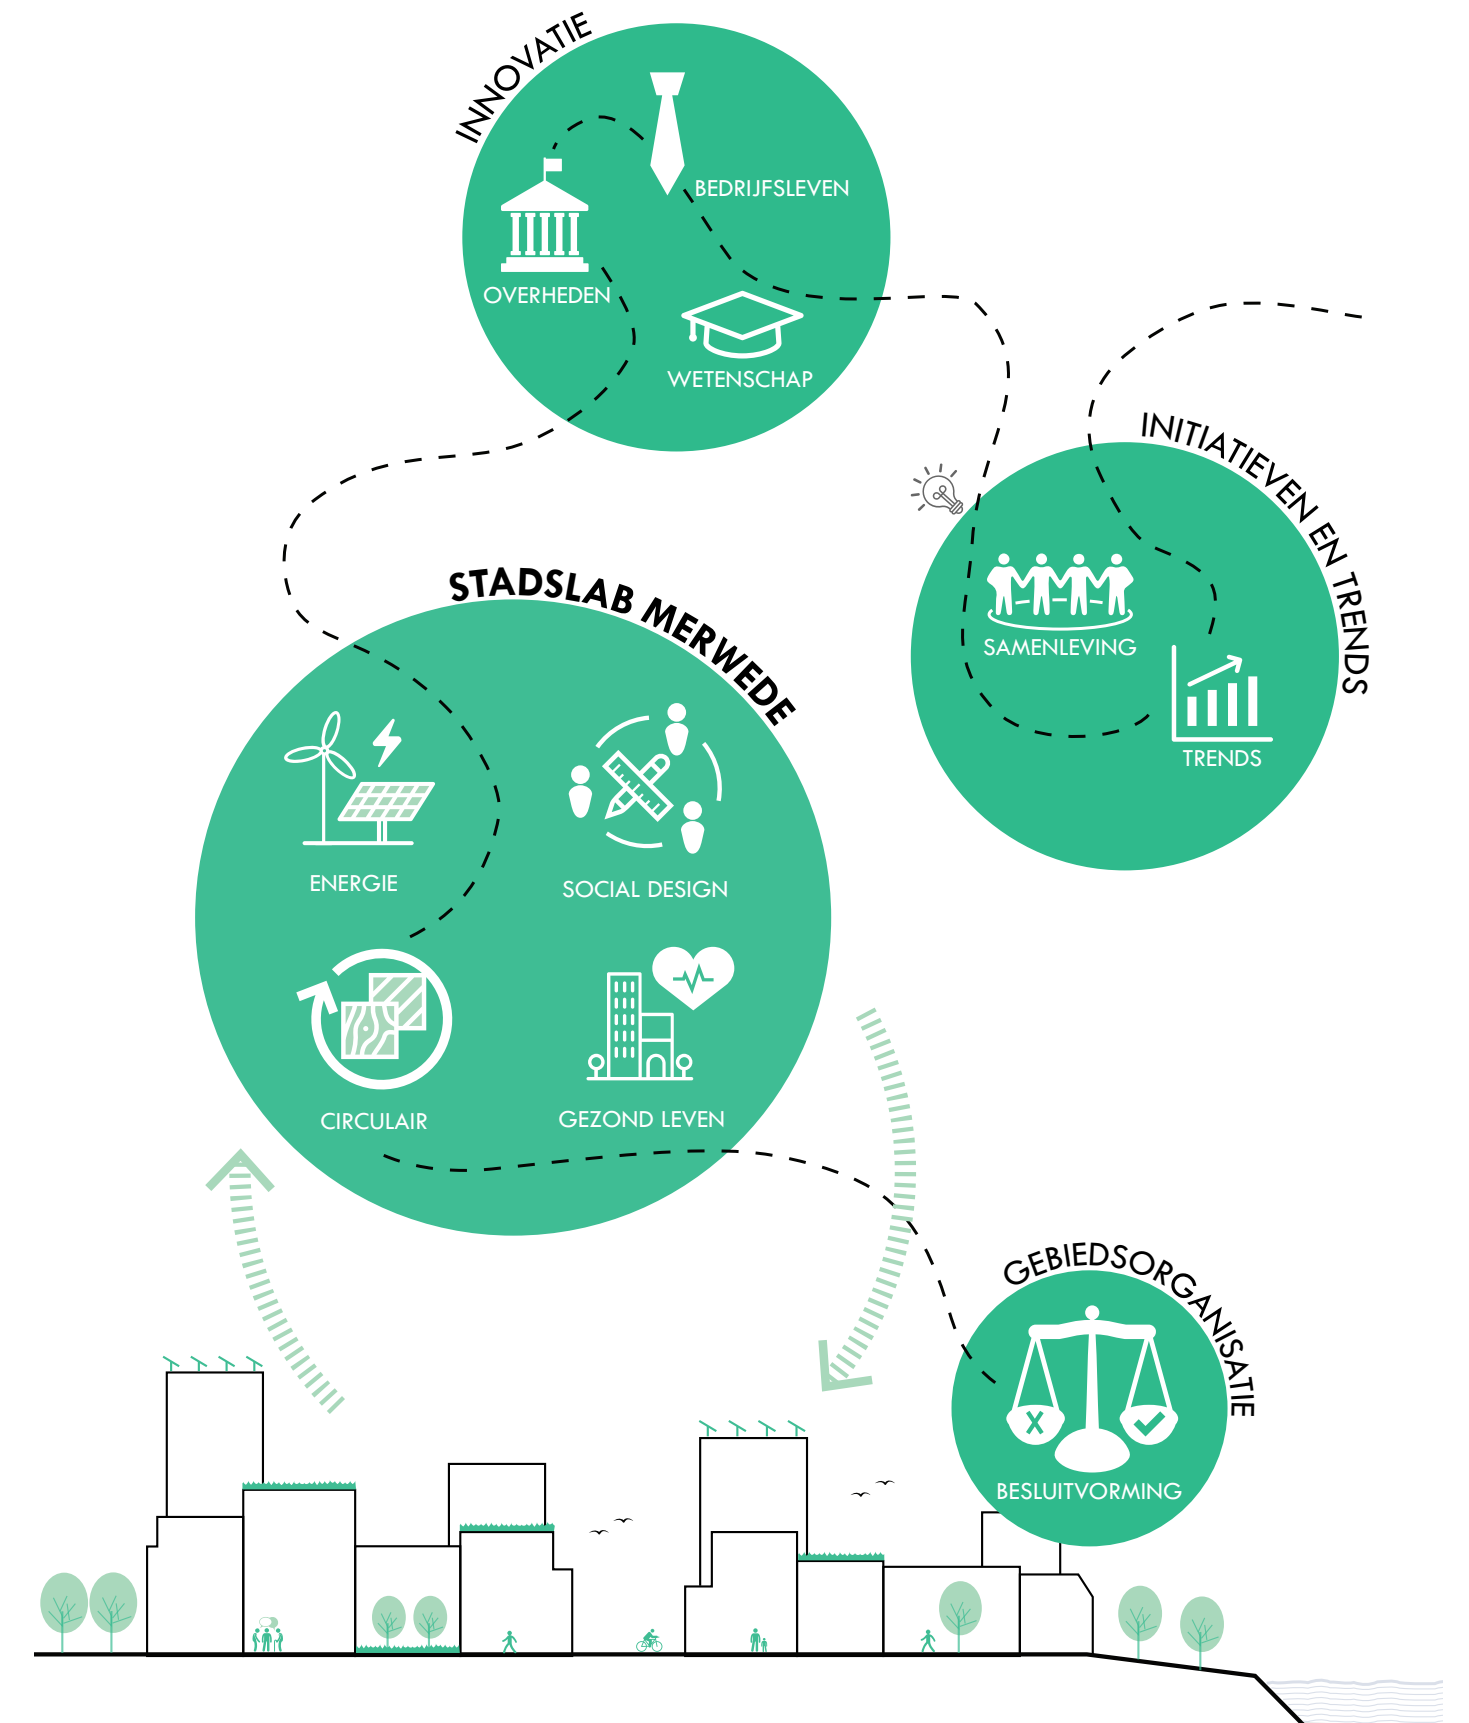 INNOVATIE
BEDRIJFSLEVEN
OVERHEDEN
WETENSCHAP
INITIATIEVEN EN TRENDS
SAMENLEVING
TRENDS
STADSLAB MERWEDE
ENERGIE
SOCIAL DESIGN
CIRCULAIR
GEZOND LEVEN
GEBIEDSORGANISATIE
BESLUITVORMING